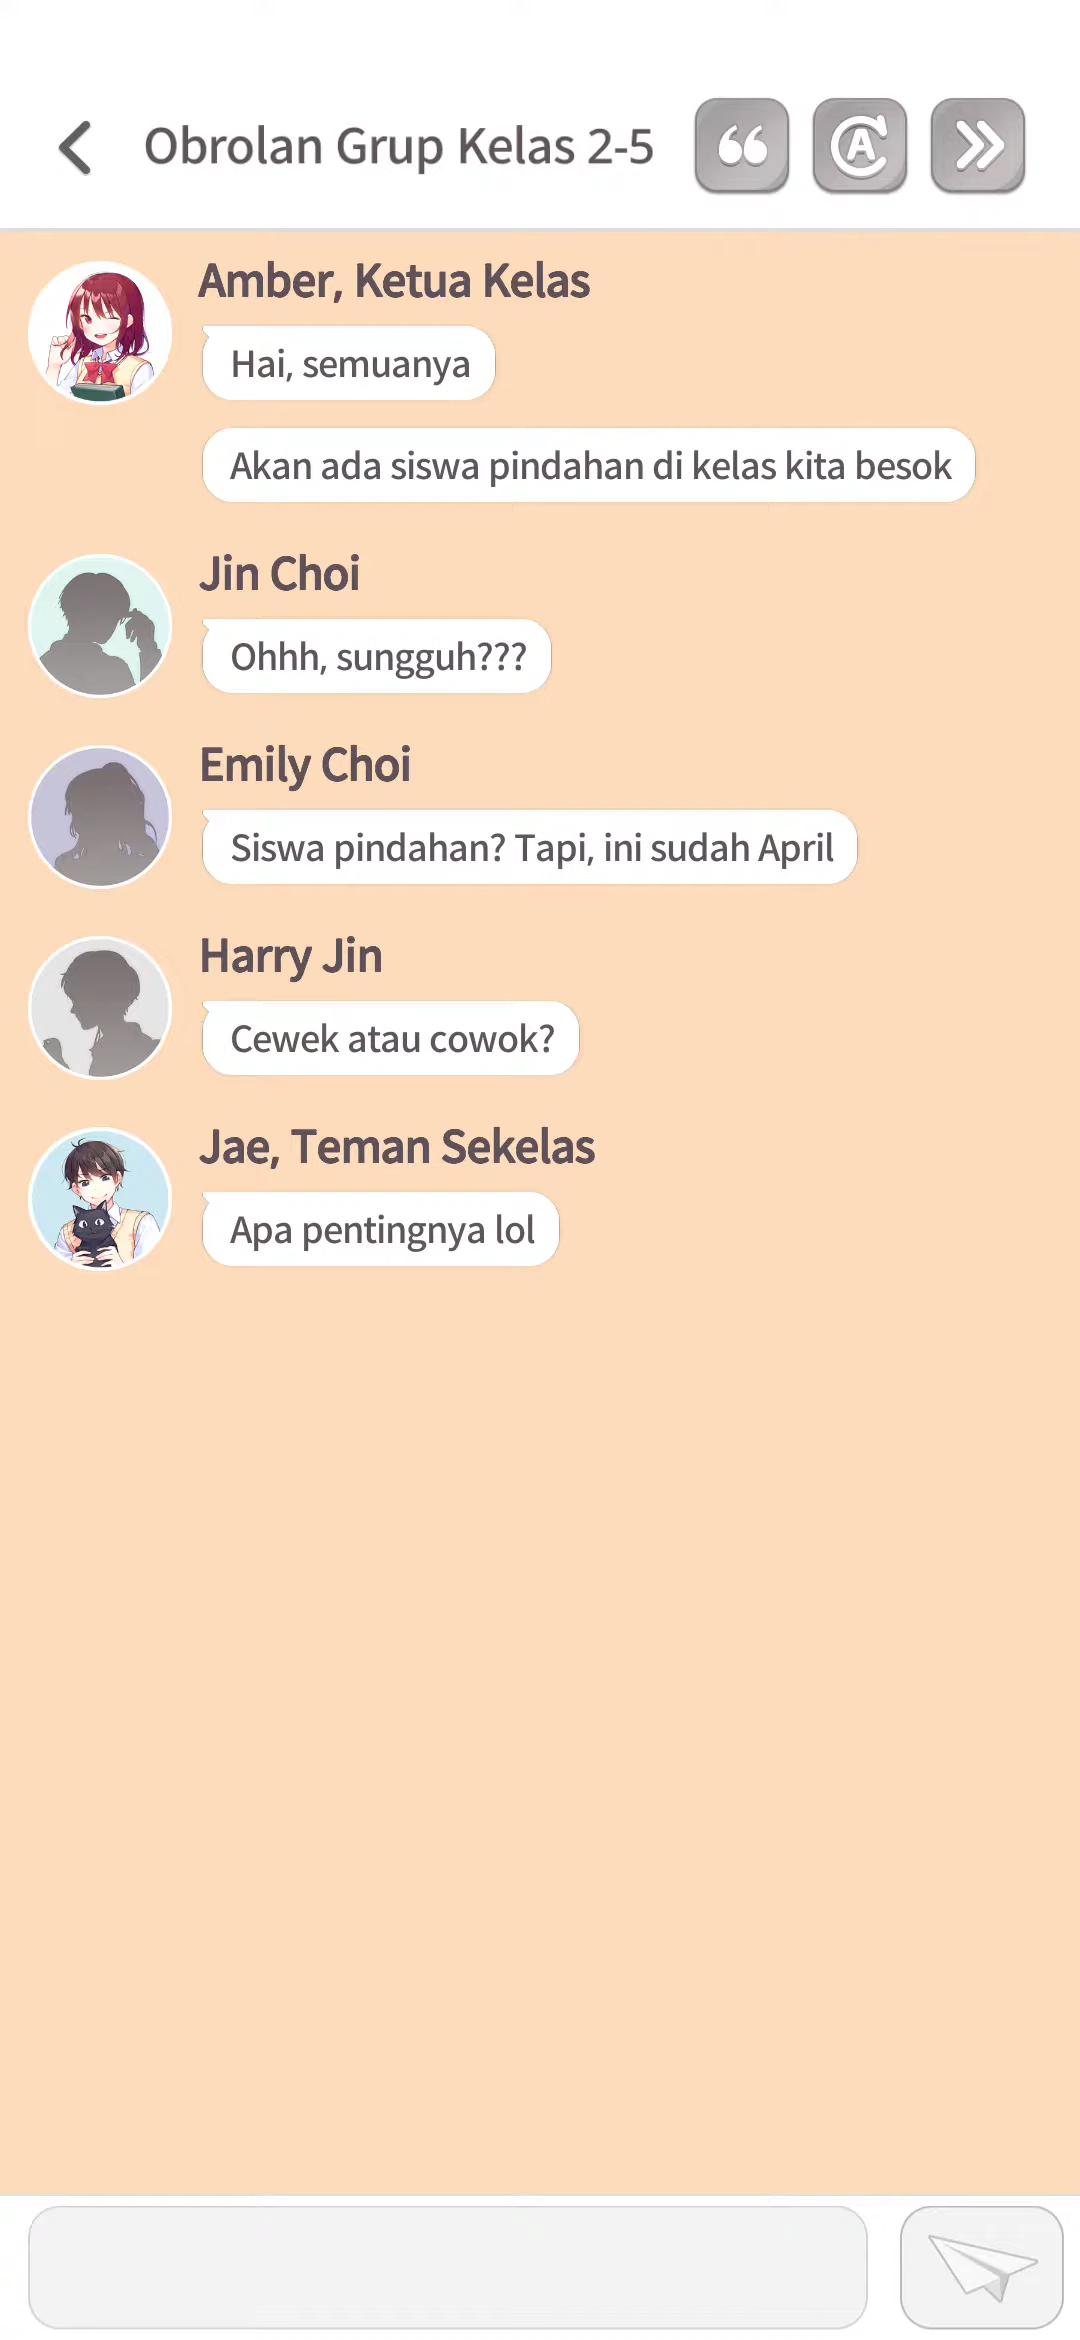 Obrolan Grup Kelas 2-5
Amber, Ketua Kelas
Hai, semuanya
Akan ada siswa pindahan di kelas kita besok
Jin Choi
Ohhh, sungguh???
Emily Choi
Siswa pindahan? Tapi, ini sudah April
Harry Jin
Cewek atau cowok?
Jae, Teman Sekelas
Apa pentingnya lol